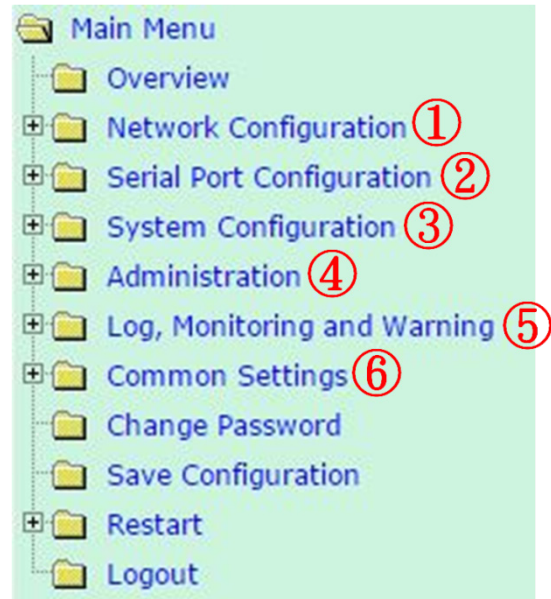 Main Menu
Overview
Network Configuration ①
Serial Port Configuration ②
System Configuration ③
Administration ④
Log, Monitoring and Warning ⑤
Common Settings ⑥
Change Password
Save Configuration
Restart
Logout